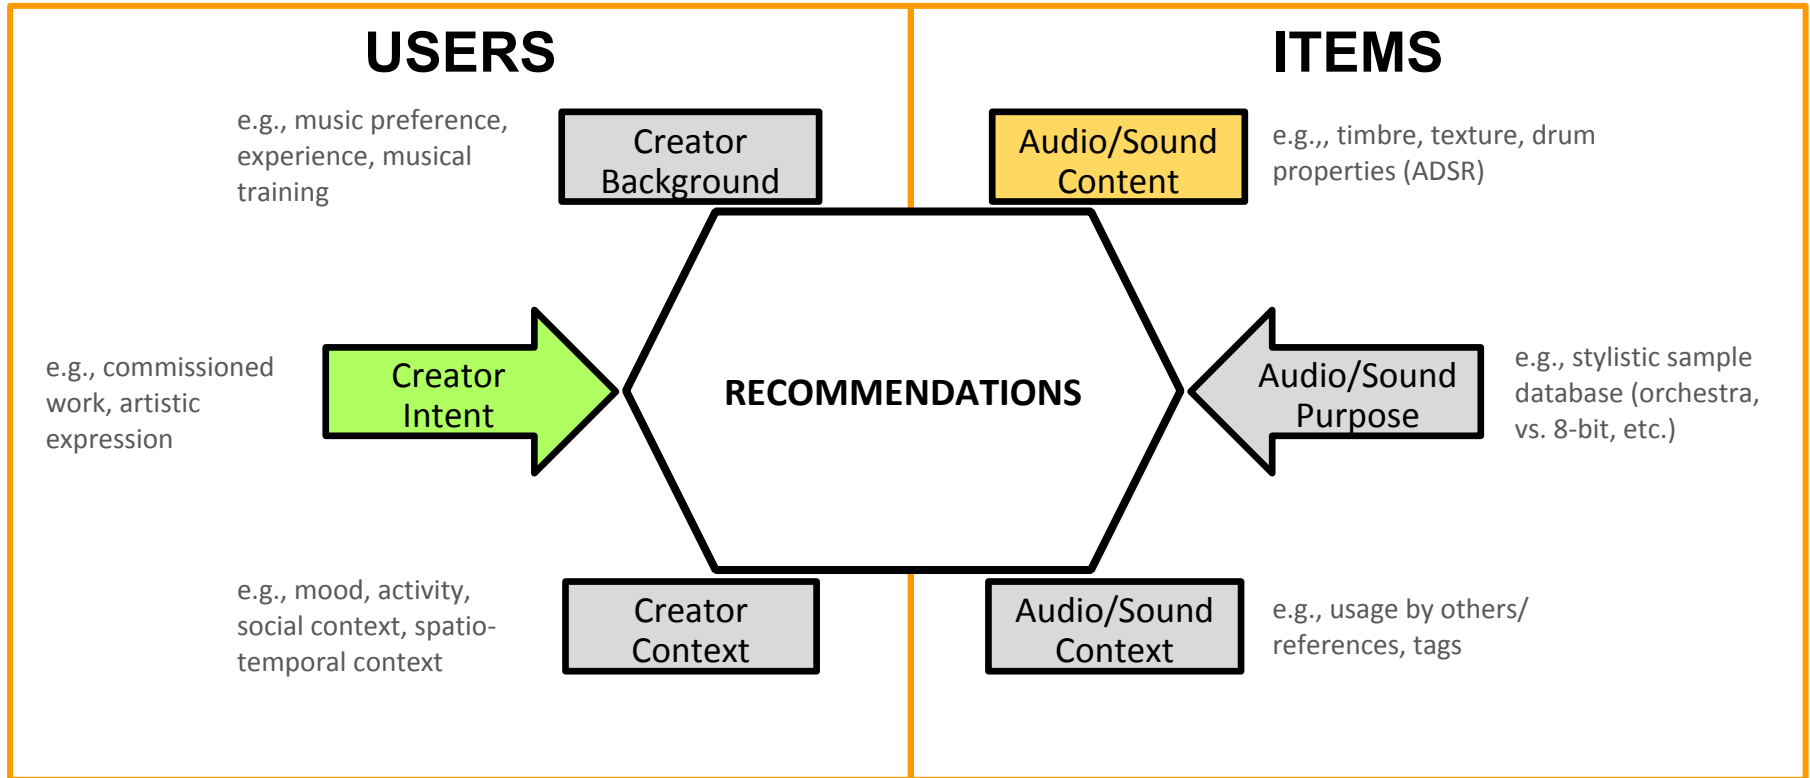 USERS
ITEMS
e.g., music preference,
experience, musical
training
Creator
Background
Audio/Sound
Content
e.g.,, timbre, texture, drum
properties (ADSR)
e.g., commissioned
work, artistic
expression
Creator
Intent
RECOMMENDATIONS
Audio/Sound
Purpose
e.g., stylistic sample
database (orchestra,
vs. 8-bit, etc.)
e.g., mood, activity,
social context, spatio-
temporal context
Creator
Context
Audio/Sound
Context
e.g., usage by others/
references, tags